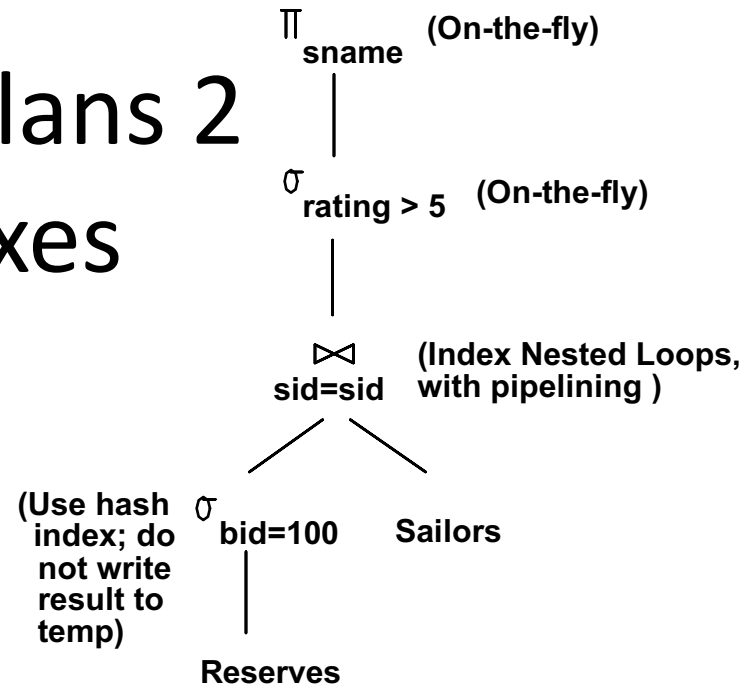 lans 2
xes
π sname (On-the-fly)
σ rating > 5 (On-the-fly)
⋈ sid=sid
(Index Nested Loops,
with pipelining )
(Use hash
index; do
not write
result to
temp)
σ bid=100
Sailors
Reserves